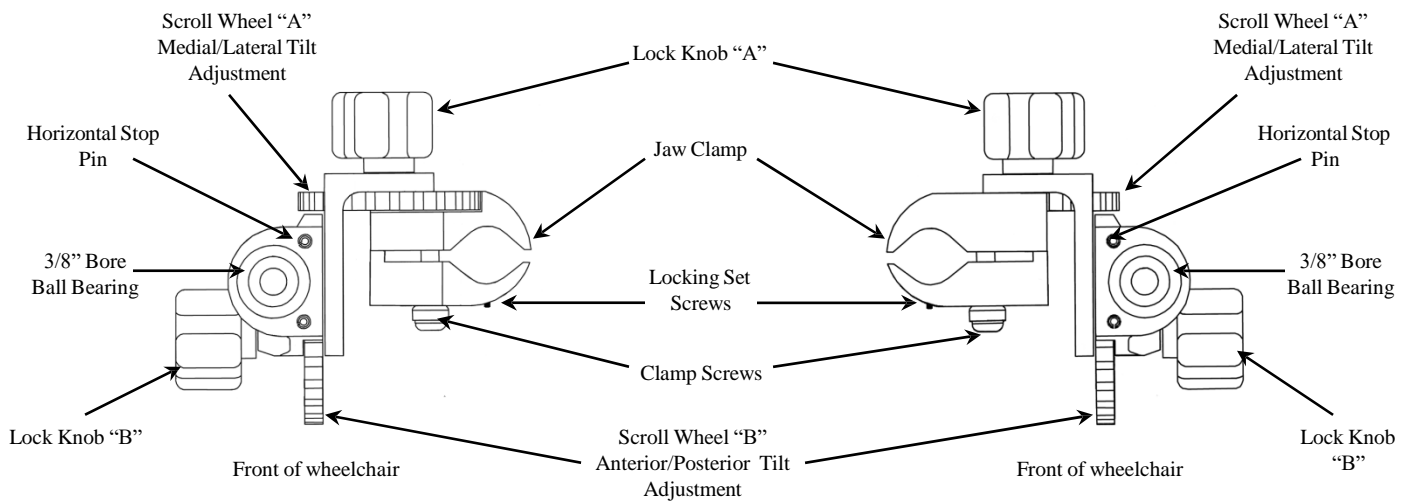 Scroll Wheel “A”
Medial/Lateral Tilt
Adjustment
Lock Knob “A”
Scroll Wheel “A”
Medial/Lateral Tilt
Adjustment
Horizontal Stop
Pin
Jaw Clamp
Horizontal Stop
Pin
3/8” Bore
Ball Bearing
Locking Set
Screws
3/8” Bore
Ball Bearing
Clamp Screws
Lock Knob “B”
Scroll Wheel “B”
Anterior/Posterior Tilt
Adjustment
Lock Knob
“B”
Front of wheelchair
Front of wheelchair